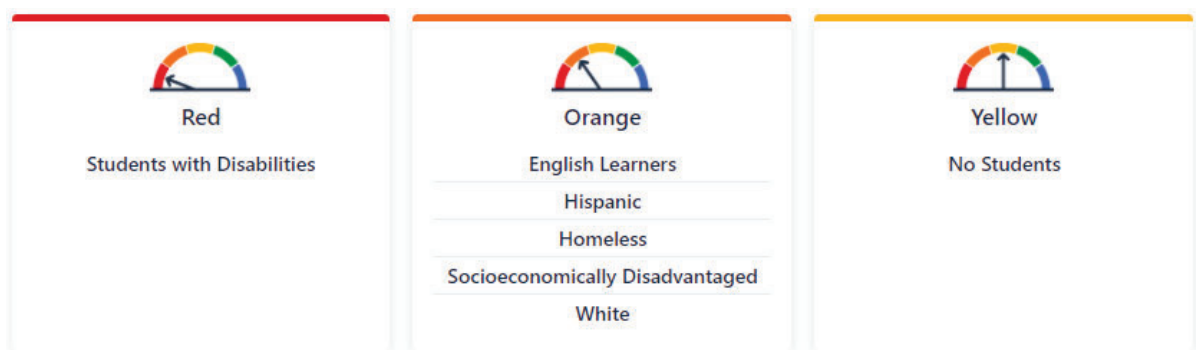 Red
Students with Disabilities
Orange
English Learners
Hispanic
Homeless
Socioeconomically Disadvantaged
White
Yellow
No Students